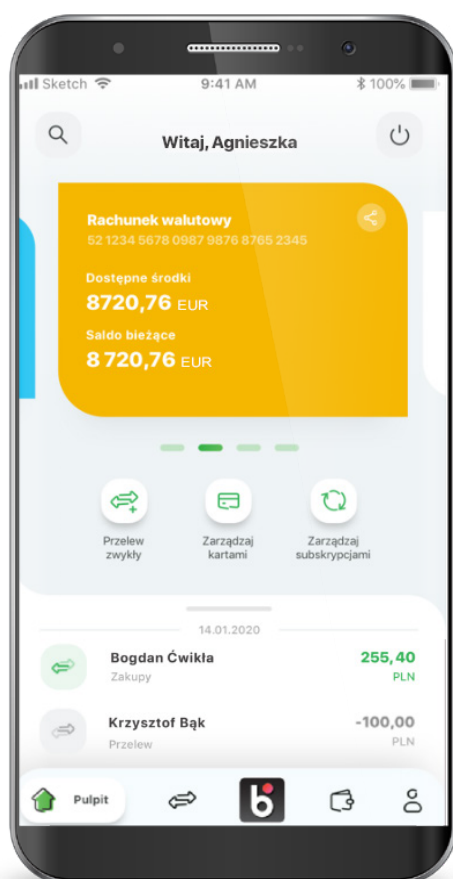 Sketch 9:41 AM 100%
Witaj, Agnieszka
Rachunek walutowy
52 1234 5678 0987 9876 8765 2345
Dostępne środki
8720,76 EUR
Saldo bieżące
8 720,76 EUR
Przelew zwykły
Zarządzaj kartami
Zarządzaj subskrypcjami
14.01.2020
Bogdan Ćwikła 255,40
Zakupy PLN
Krzysztof Bąk -100,00
Przelew PLN
Pulpit b